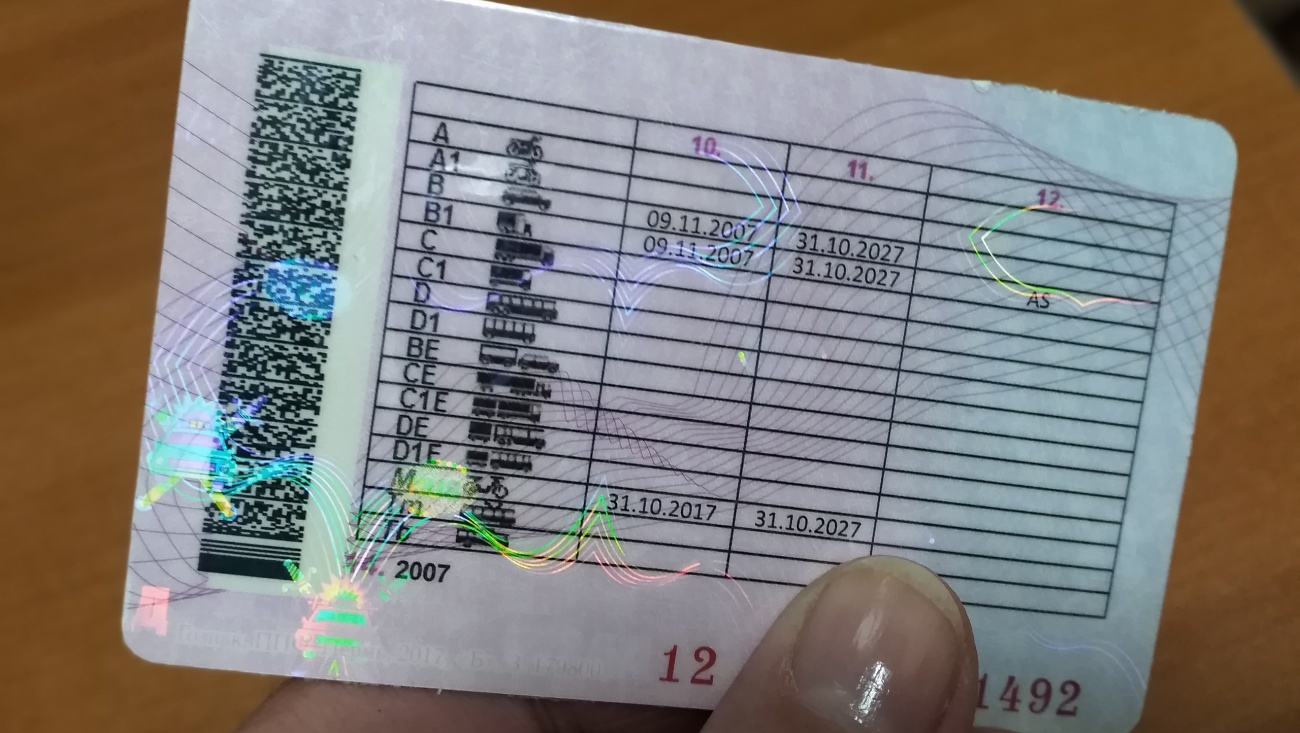 10. 11. 12.
A
A1
B 09.11.2007 31.10.2027
B1 09.11.2007 31.10.2027 AS
C
C1
D
D1
BE
CE
C1E
DE
D1E
M 31.10.2017 31.10.2027
2007
12 1492